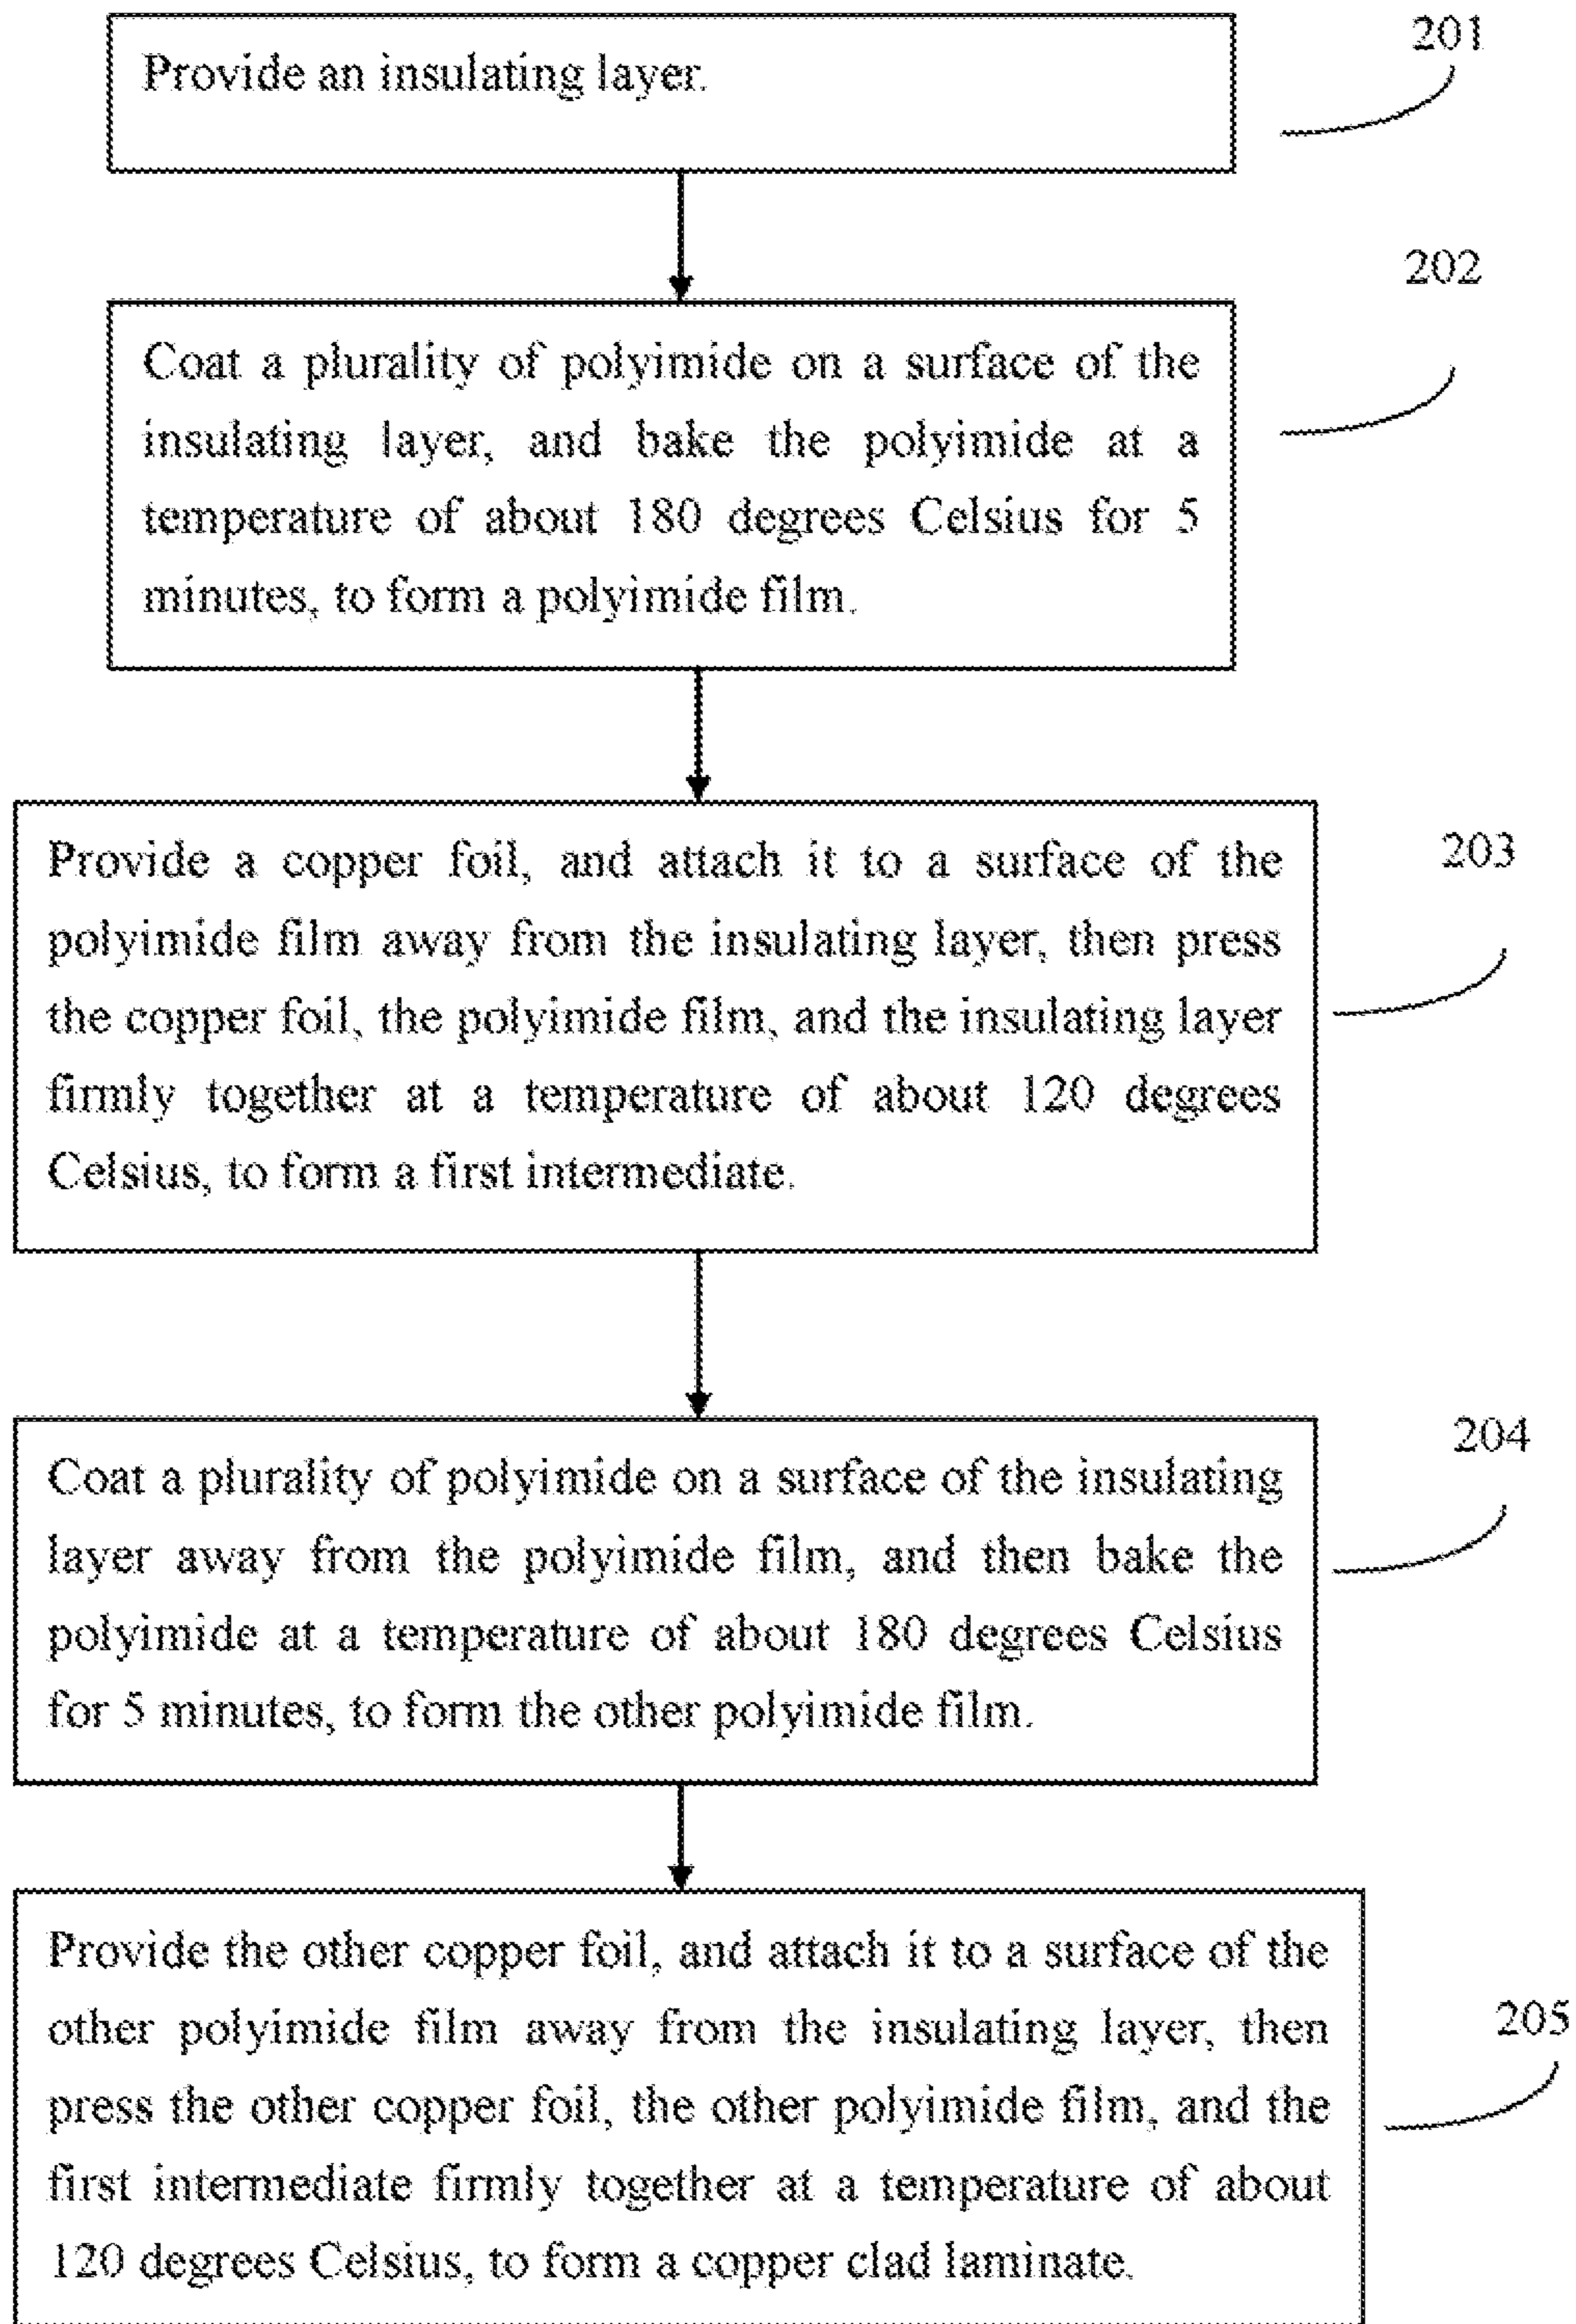 201
Provide an insulating layer.
202
Coat a plurality of polyimide on a surface of the
insulating layer, and bake the polyimide at a
temperature of about 180 degrees Celsius for 5
minutes, to form a polyimide film.
203
Provide a copper foil, and attach it to a surface of the
polyimide film away from the insulating layer, then press
the copper foil, the polyimide film, and the insulating layer
firmly together at a temperature of about 120 degrees
Celsius, to form a first intermediate.
204
Coat a plurality of polyimide on a surface of the insulating
layer away from the polyimide film, and then bake the
polyimide at a temperature of about 180 degrees Celsius
for 5 minutes, to form the other polyimide film.
205
Provide the other copper foil, and attach it to a surface of the
other polyimide film away from the insulating layer, then
press the other copper foil, the other polyimide film, and the
first intermediate firmly together at a temperature of about
120 degrees Celsius, to form a copper clad laminate.